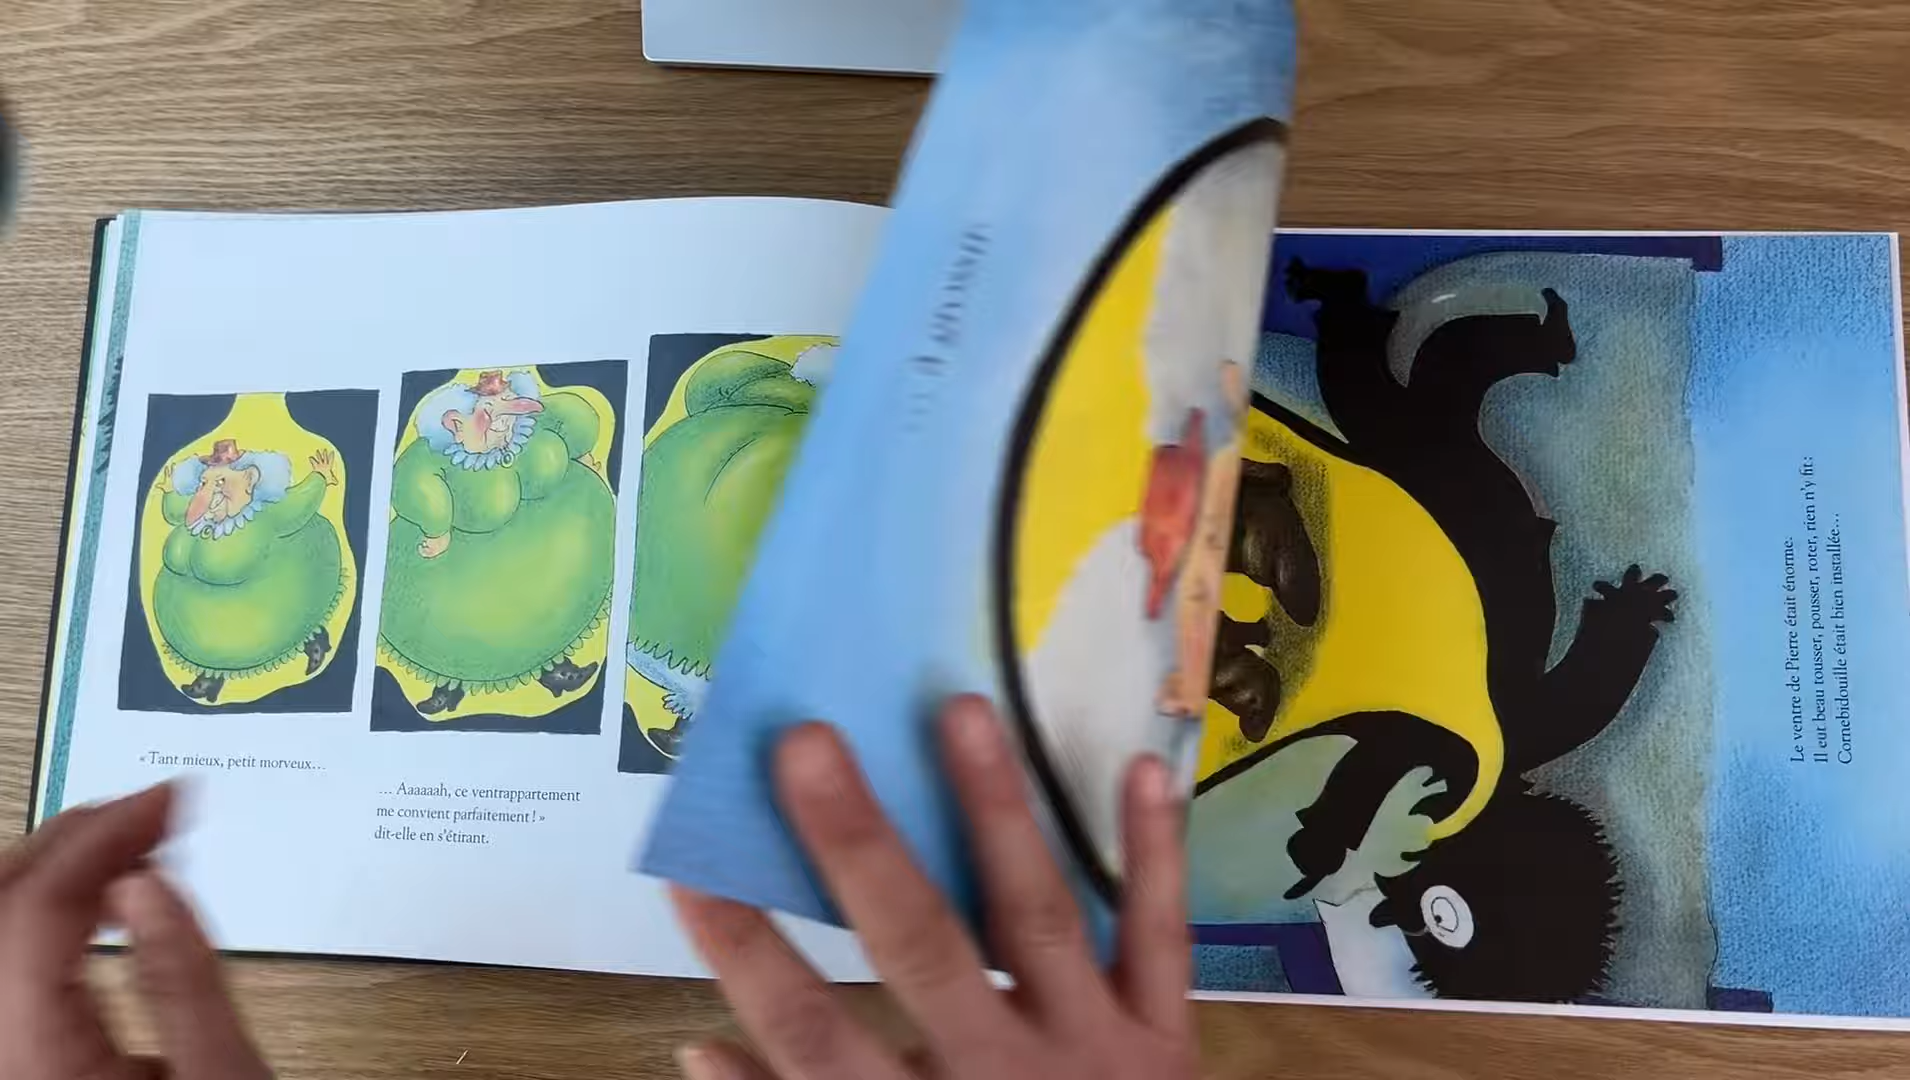 « Tant mieux, petit morveux…
… Aaaaaah, ce ventrappartement
me convient parfaitement ! »
dit-elle en s'étirant.
Le ventre de Pierre était énorme.
Il eut beau tousser, pousser, roter, rien n'y fit :
Cornebidouille était bien installée…